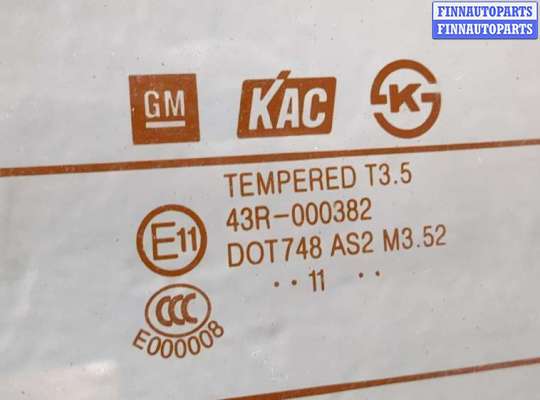 FINNAUTOPARTS
FINNAUTOPARTS
GM KAC K
TEMPERED T3.5
E11 43R-000382
DOT748 AS2 M3.52
·· 11 ··
CCC
E000008